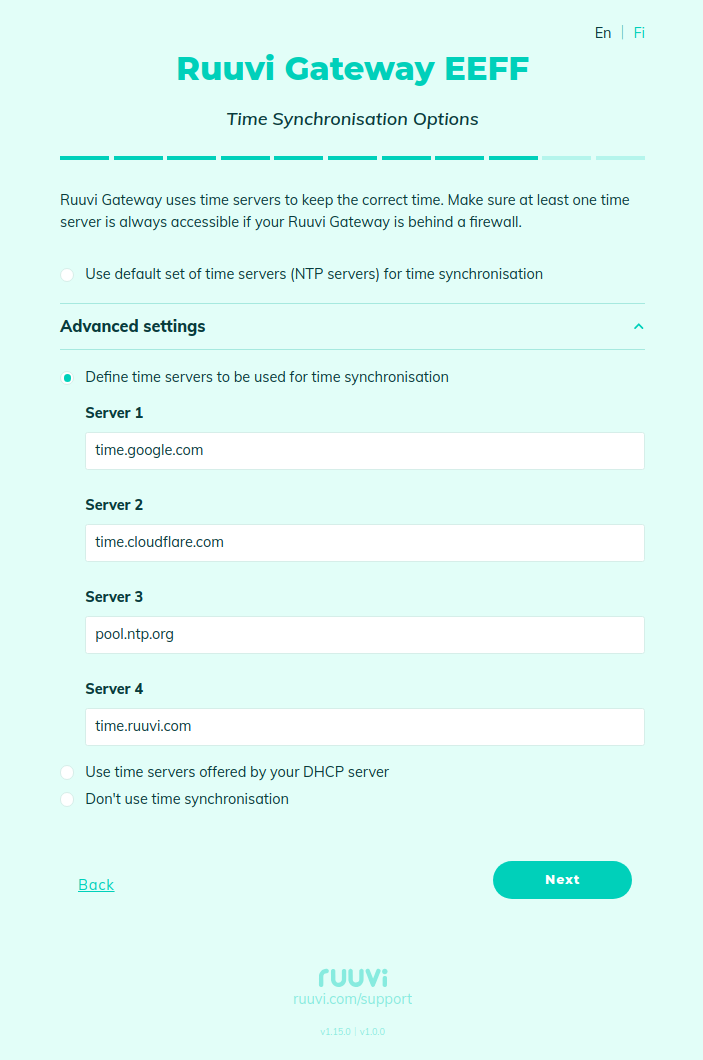 En | Fi
Ruuvi Gateway EEFF
Time Synchronisation Options
Ruuvi Gateway uses time servers to keep the correct time. Make sure at least one time
server is always accessible if your Ruuvi Gateway is behind a firewall.
Use default set of time servers (NTP servers) for time synchronisation
Advanced settings
Define time servers to be used for time synchronisation
Server 1
time.google.com
Server 2
time.cloudflare.com
Server 3
pool.ntp.org
Server 4
time.ruuvi.com
Use time servers offered by your DHCP server
Don't use time synchronisation
Back
Next
ruuvi
ruuvi.com/support
v1.15.0 | v1.0.0